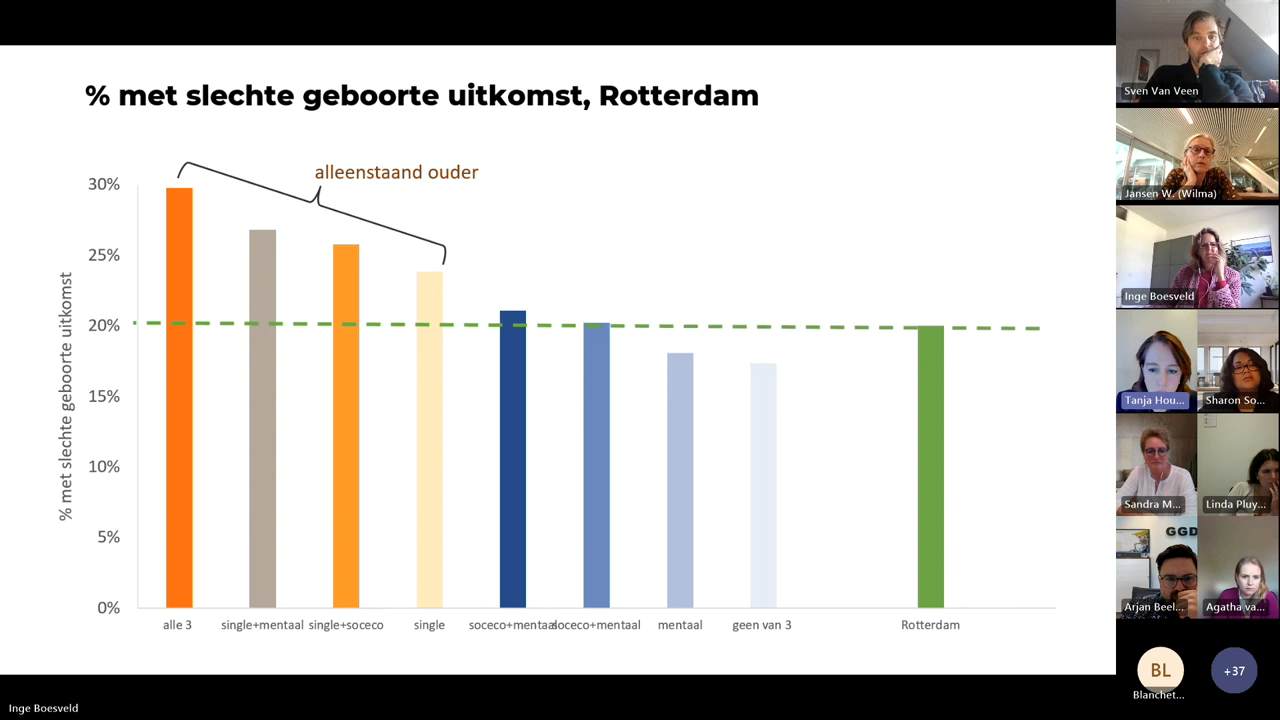 % met slechte geboorte uitkomst, Rotterdam
alleenstaand ouder
30%
25%
20%
15%
10%
5%
0%
% met slechte geboorte uitkomst
alle 3
single+mentaal
single+soceco
single
soceco+mentaal
soceco+mentaal
mentaal
geen van 3
Rotterdam
Inge Boesveld
Sven Van Veen
Jansen W. (Wilma)
Inge Boesveld
Tanja Hou...
Sharon So...
Sandra M...
Linda Pluy...
GGD
Arjan Beel...
Agatha va...
BL
Blanchet...
+37